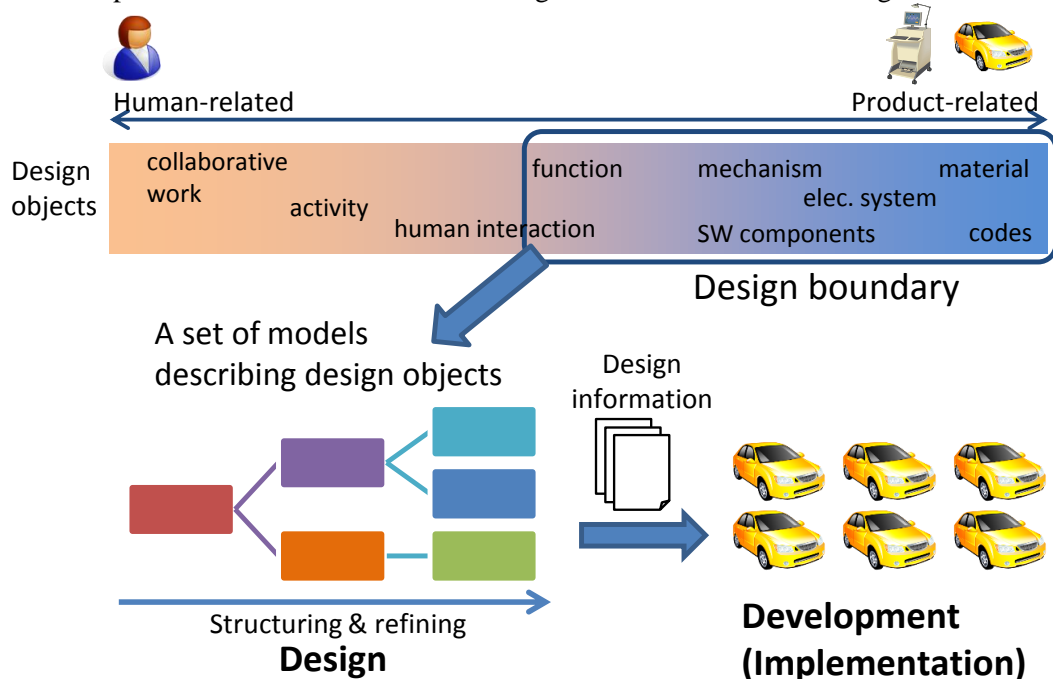 Human-related
Product-related
Design
objects
collaborative
work
activity
human interaction
function
mechanism
material
elec. system
SW components
codes
Design boundary
A set of models
describing design objects
Design
information
Structuring & refining
Design
Development
(Implementation)